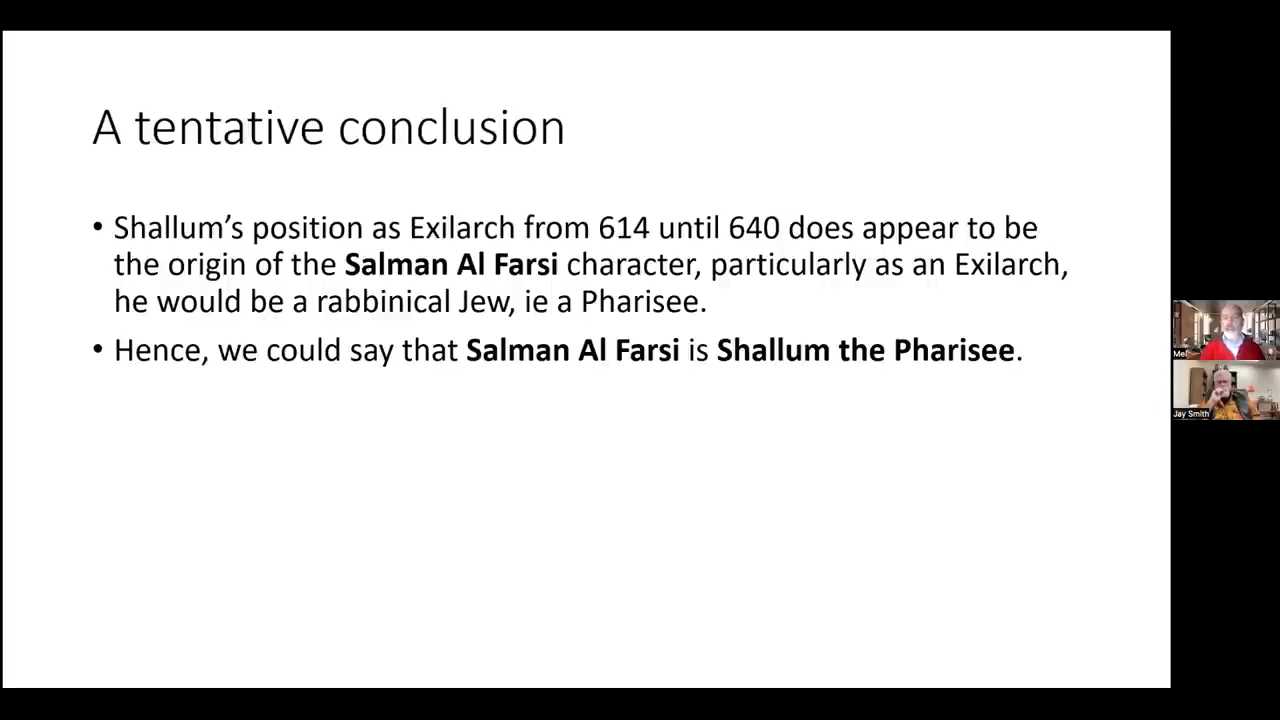 A tentative conclusion
• Shallum's position as Exilarch from 614 until 640 does appear to be
the origin of the Salman Al Farsi character, particularly as an Exilarch,
he would be a rabbinical Jew, ie a Pharisee.
• Hence, we could say that Salman Al Farsi is Shallum the Pharisee.
Mel
Jay Smith